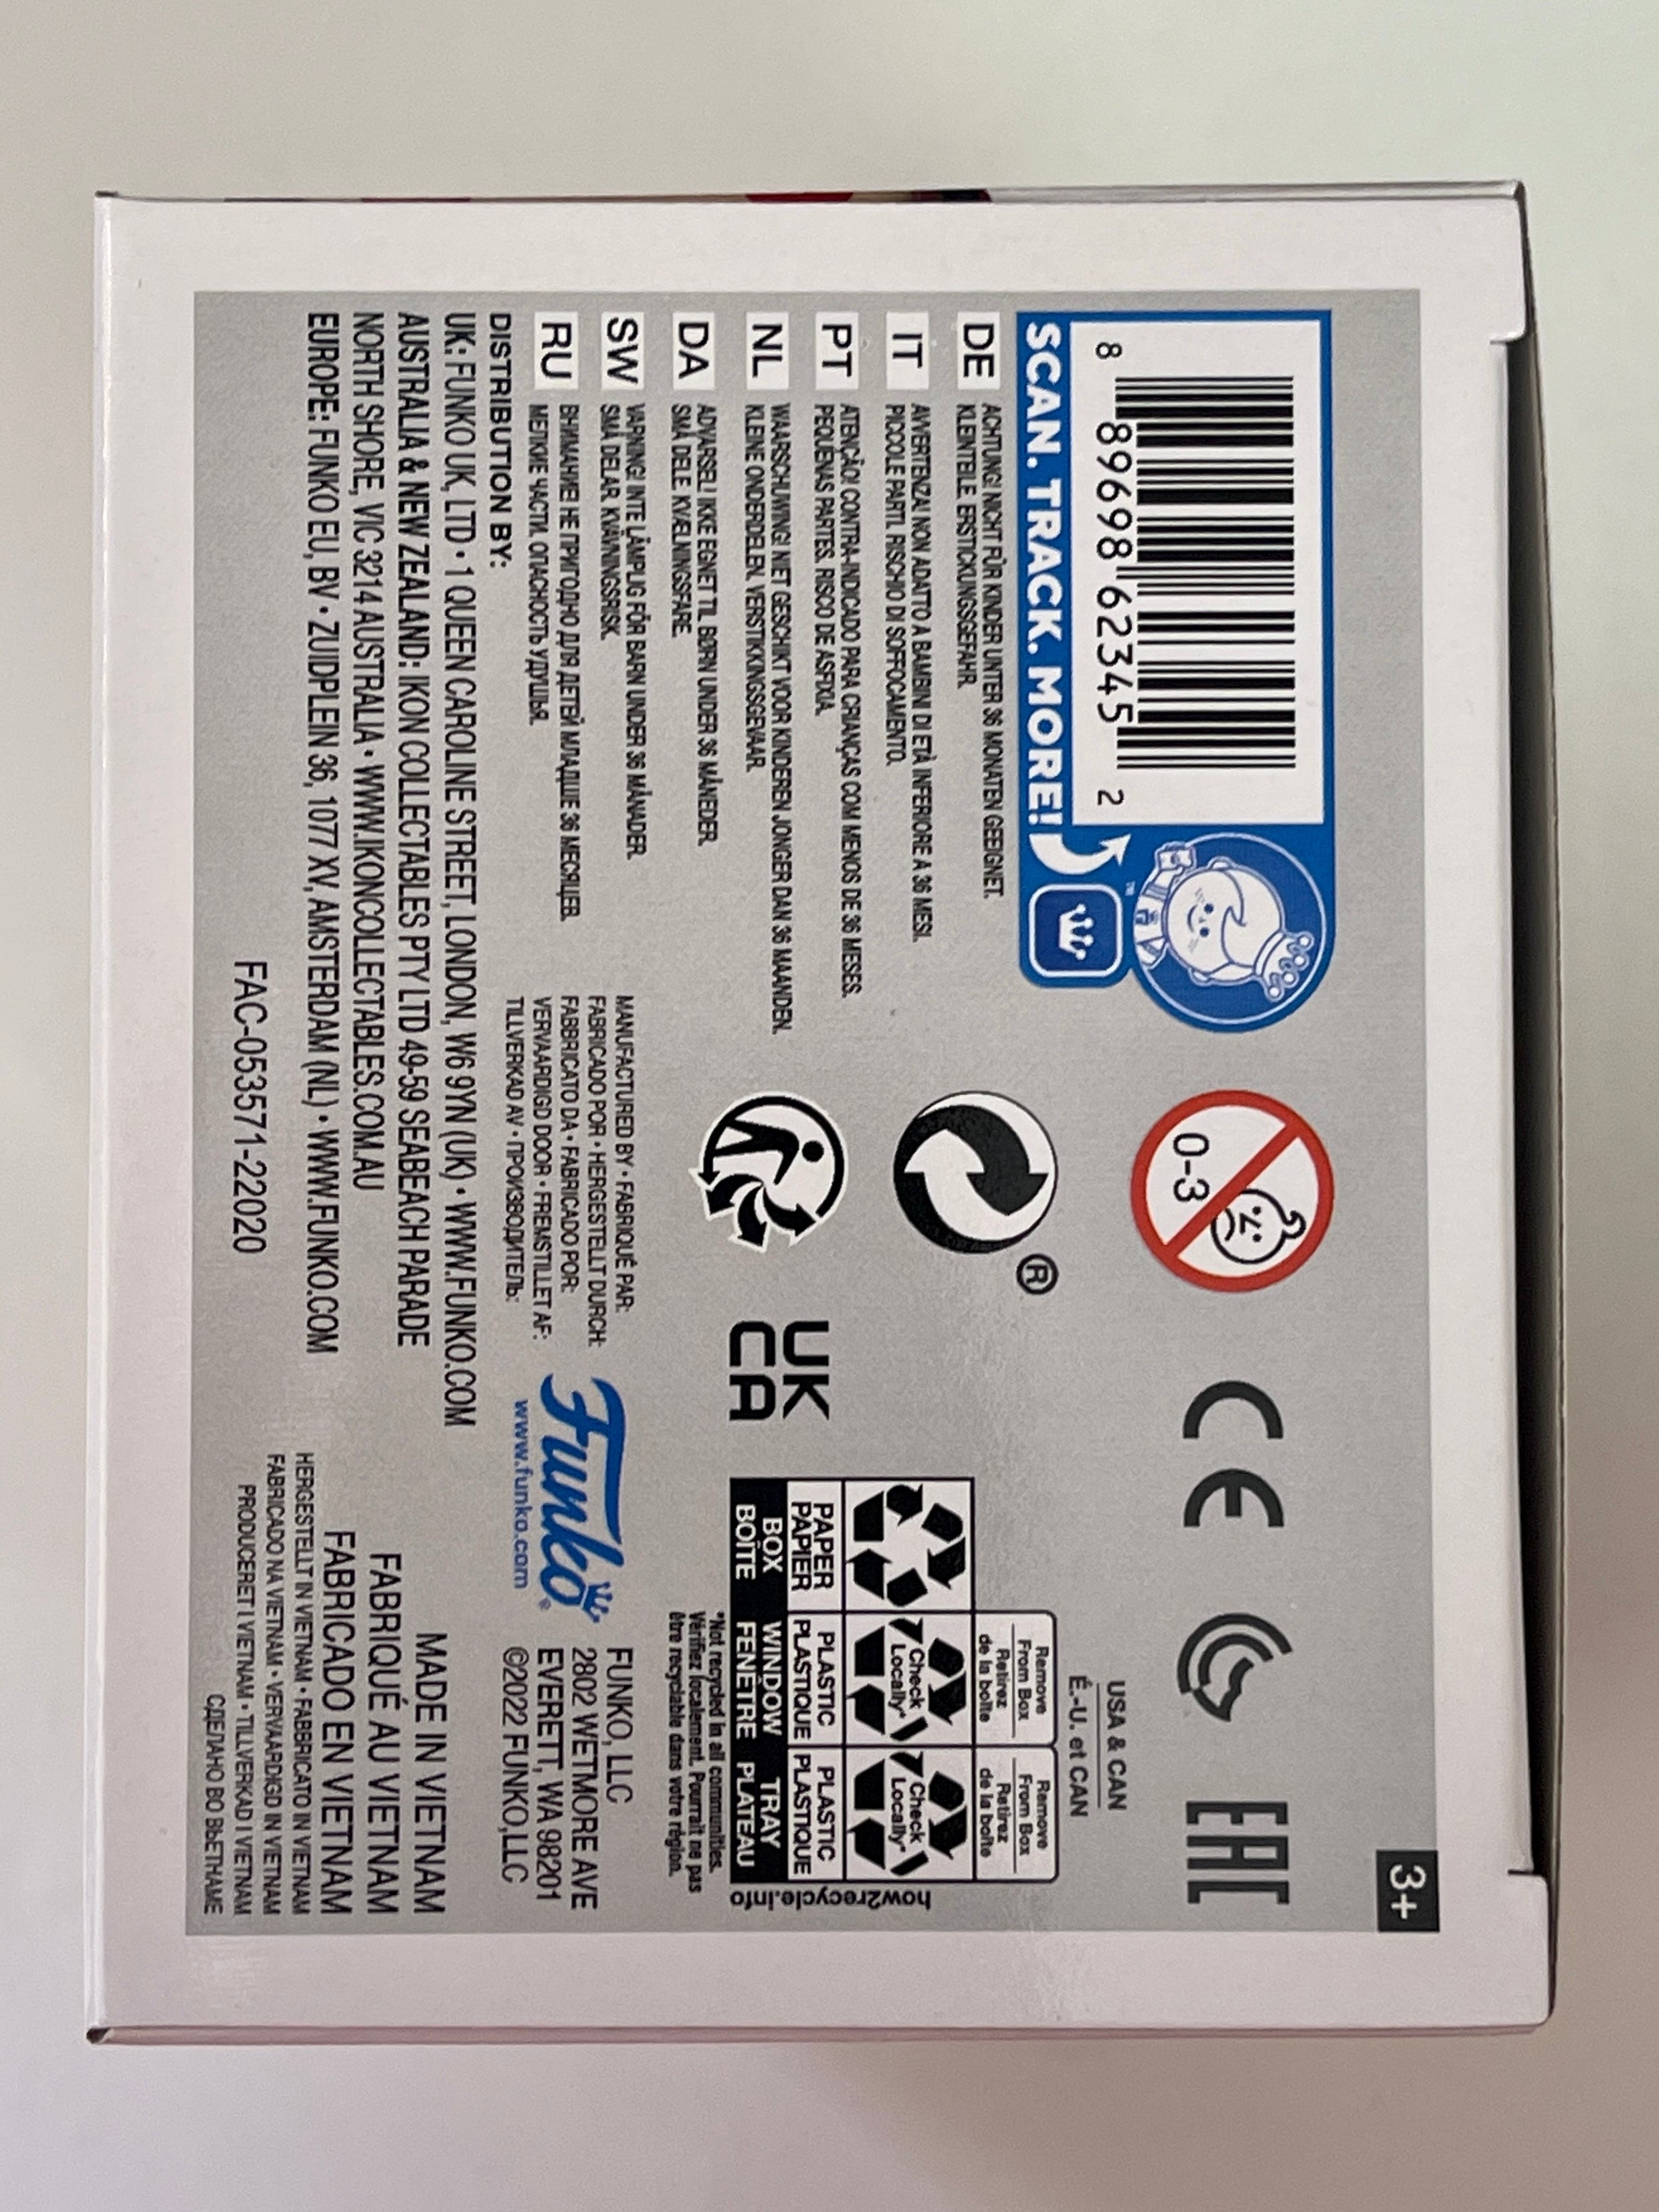 3+
8 89698 62345 2
SCAN. TRACK. MORE!
™
0-3
CE
EAC
DE ACHTUNG! NICHT FÜR KINDER UNTER 36 MONATEN GEEIGNET.
KLEINTEILE. ERSTICKUNGSGEFAHR.
IT AVVERTENZA! NON ADATTO A BAMBINI DI ETÀ INFERIORE A 36 MESI.
PICCOLE PARTI. RISCHIO DI SOFFOCAMENTO.
PT ATENÇÃO! CONTRA-INDICADO PARA CRIANÇAS COM MENOS DE 36 MESES.
PEQUENAS PARTES. RISCO DE ASFIXIA.
NL WAARSCHUWING! NIET GESCHIKT VOOR KINDEREN JONGER DAN 36 MAANDEN.
KLEINE ONDERDELEN. VERSTIKKINGSGEVAAR.
DA ADVARSEL! IKKE EGNET TIL BØRN UNDER 36 MÅNEDER.
SMÅ DELE. KVÆLNINGSFARE.
SW VARNING! INTE LÄMPLIG FÖR BARN UNDER 36 MÅNADER.
SMÅ DELAR. KVÄVNINGSRISK.
RU ВНИМАНИЕ! НЕ ПРИГОДНО ДЛЯ ДЕТЕЙ МЛАДШЕ 36 МЕСЯЦЕВ.
МЕЛКИЕ ЧАСТИ. ОПАСНОСТЬ УДУШЬЯ.
®
UK
CA
USA & CAN
É.-U. et CAN
Remove
From Box
Retirez
de la boîte
Remove
From Box
Retirez
de la boîte
Check
Locally*
Check
Locally*
PAPER
PAPIER
PLASTIC
PLASTIQUE
PLASTIC
PLASTIQUE
BOX
BOÎTE
WINDOW
FENÊTRE
TRAY
PLATEAU
how2recycle.info
*Not recycled in all communities.
Vérifiez localement. Pourrait ne pas
être recyclable dans votre région.
MANUFACTURED BY • FABRIQUÉ PAR:
FABRICADO POR • HERGESTELLT DURCH:
FABBRICATO DA • FABRICADO POR:
VERVAARDIGD DOOR • FREMSTILLET AF:
TILLVERKAD AV • ПРОИЗВОДИТЕЛЬ:
Funko®
www.funko.com
FUNKO, LLC
2802 WETMORE AVE
EVERETT, WA 98201
©2022 FUNKO,LLC
DISTRIBUTION BY:
UK: FUNKO UK, LTD • 1 QUEEN CAROLINE STREET, LONDON, W6 9YN (UK) • WWW.FUNKO.COM
AUSTRALIA & NEW ZEALAND: IKON COLLECTABLES PTY LTD 49-59 SEABEACH PARADE
NORTH SHORE, VIC 3214 AUSTRALIA • WWW.IKONCOLLECTABLES.COM.AU
EUROPE: FUNKO EU, BV • ZUIDPLEIN 36, 1077 XV, AMSTERDAM (NL) • WWW.FUNKO.COM
FAC-053571-22020
MADE IN VIETNAM
FABRIQUÉ AU VIETNAM
FABRICADO EN VIETNAM
HERGESTELLT IN VIETNAM • FABBRICATO IN VIETNAM
FABRICADO NA VIETNAM • VERVAARDIGD IN VIETNAM
PRODUCERET I VIETNAM • TILLVERKAD I VIETNAM
СДЕЛАНО ВО ВЬЕТНАМЕ